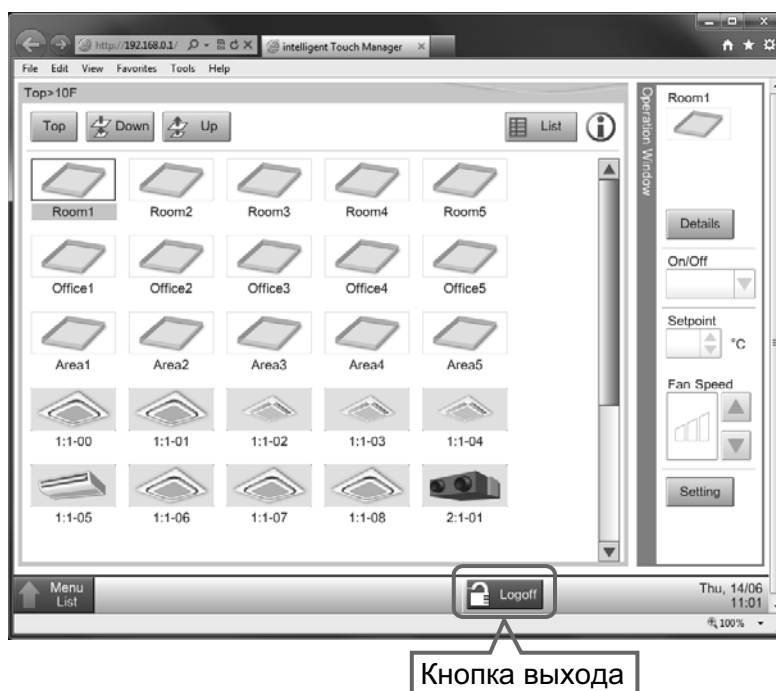 http://192.168.0.1/
intelligent Touch Manager
File Edit View Favorites Tools Help
Top>10F
Top
Down
Up
List
Room1 Room2 Room3 Room4 Room5
Office1 Office2 Office3 Office4 Office5
Area1 Area2 Area3 Area4 Area5
1:1-00 1:1-01 1:1-02 1:1-03 1:1-04
1:1-05 1:1-06 1:1-07 1:1-08 2:1-01
Operation Window
Room1
Details
On/Off
Setpoint
°C
Fan Speed
Setting
Menu
List
Logoff
Thu, 14/06
11:01
100%
Кнопка выхода